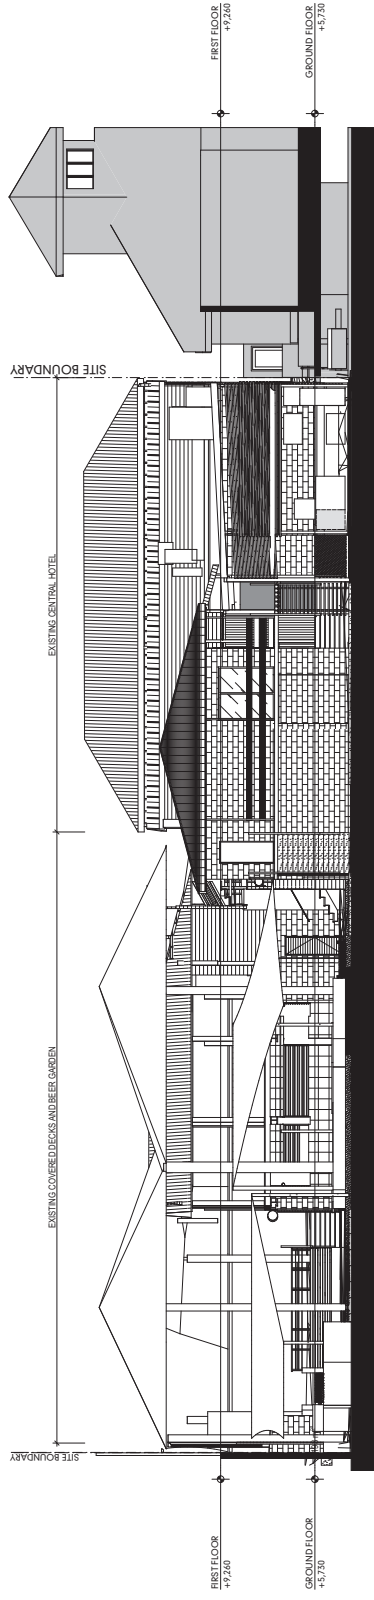 SITE BOUNDARY
EXISTING COVERED DECKS AND BEER GARDEN
EXISTING CENTRAL HOTEL
SITE BOUNDARY
FIRST FLOOR
+9,260
FIRST FLOOR
+9,260
GROUND FLOOR
+5,730
GROUND FLOOR
+5,730